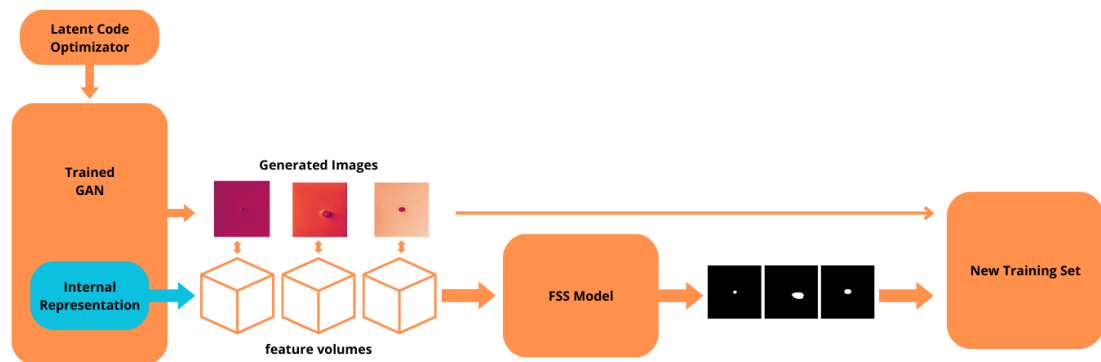 Latent Code
Optimizator
Trained
GAN
Generated Images
Internal
Representation
feature volumes
FSS Model
New Training Set